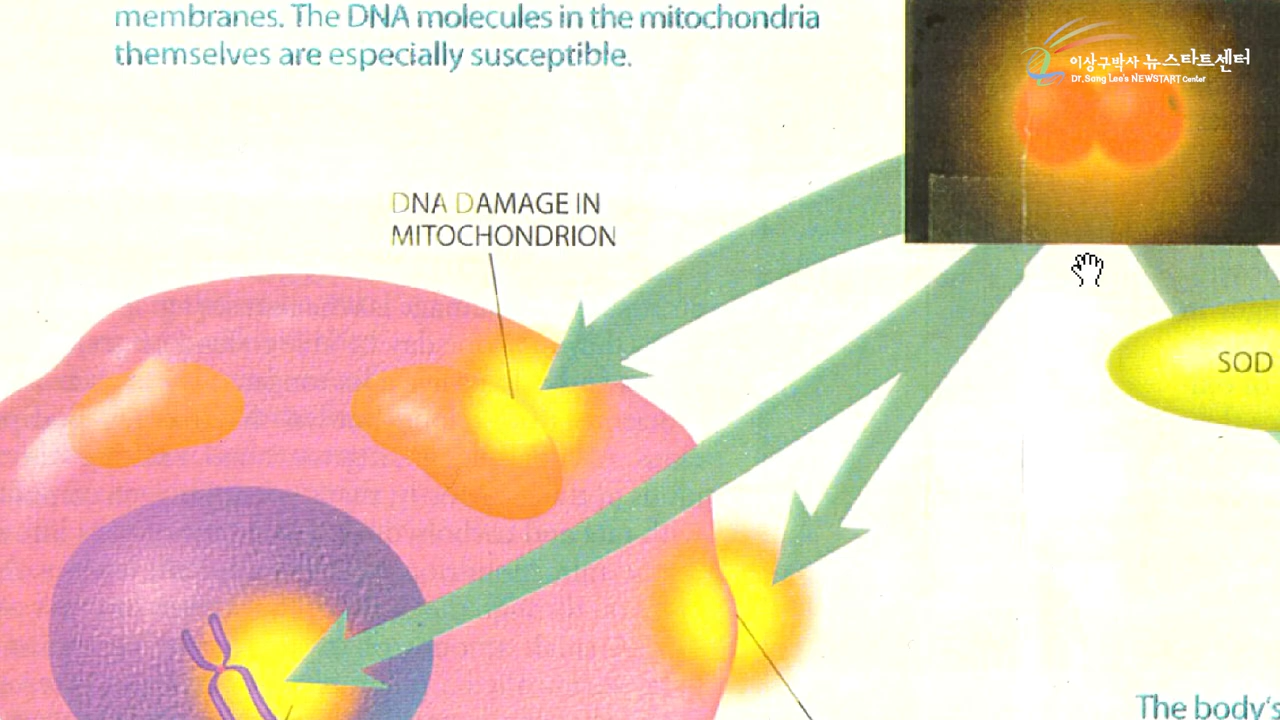 membranes. The DNA molecules in the mitochondria
themselves are especially susceptible.
이상구박사 뉴스타트센터
Dr. Sang Lee's NEWSTART Center
DNA DAMAGE IN
MITOCHONDRION
SOD
The body's